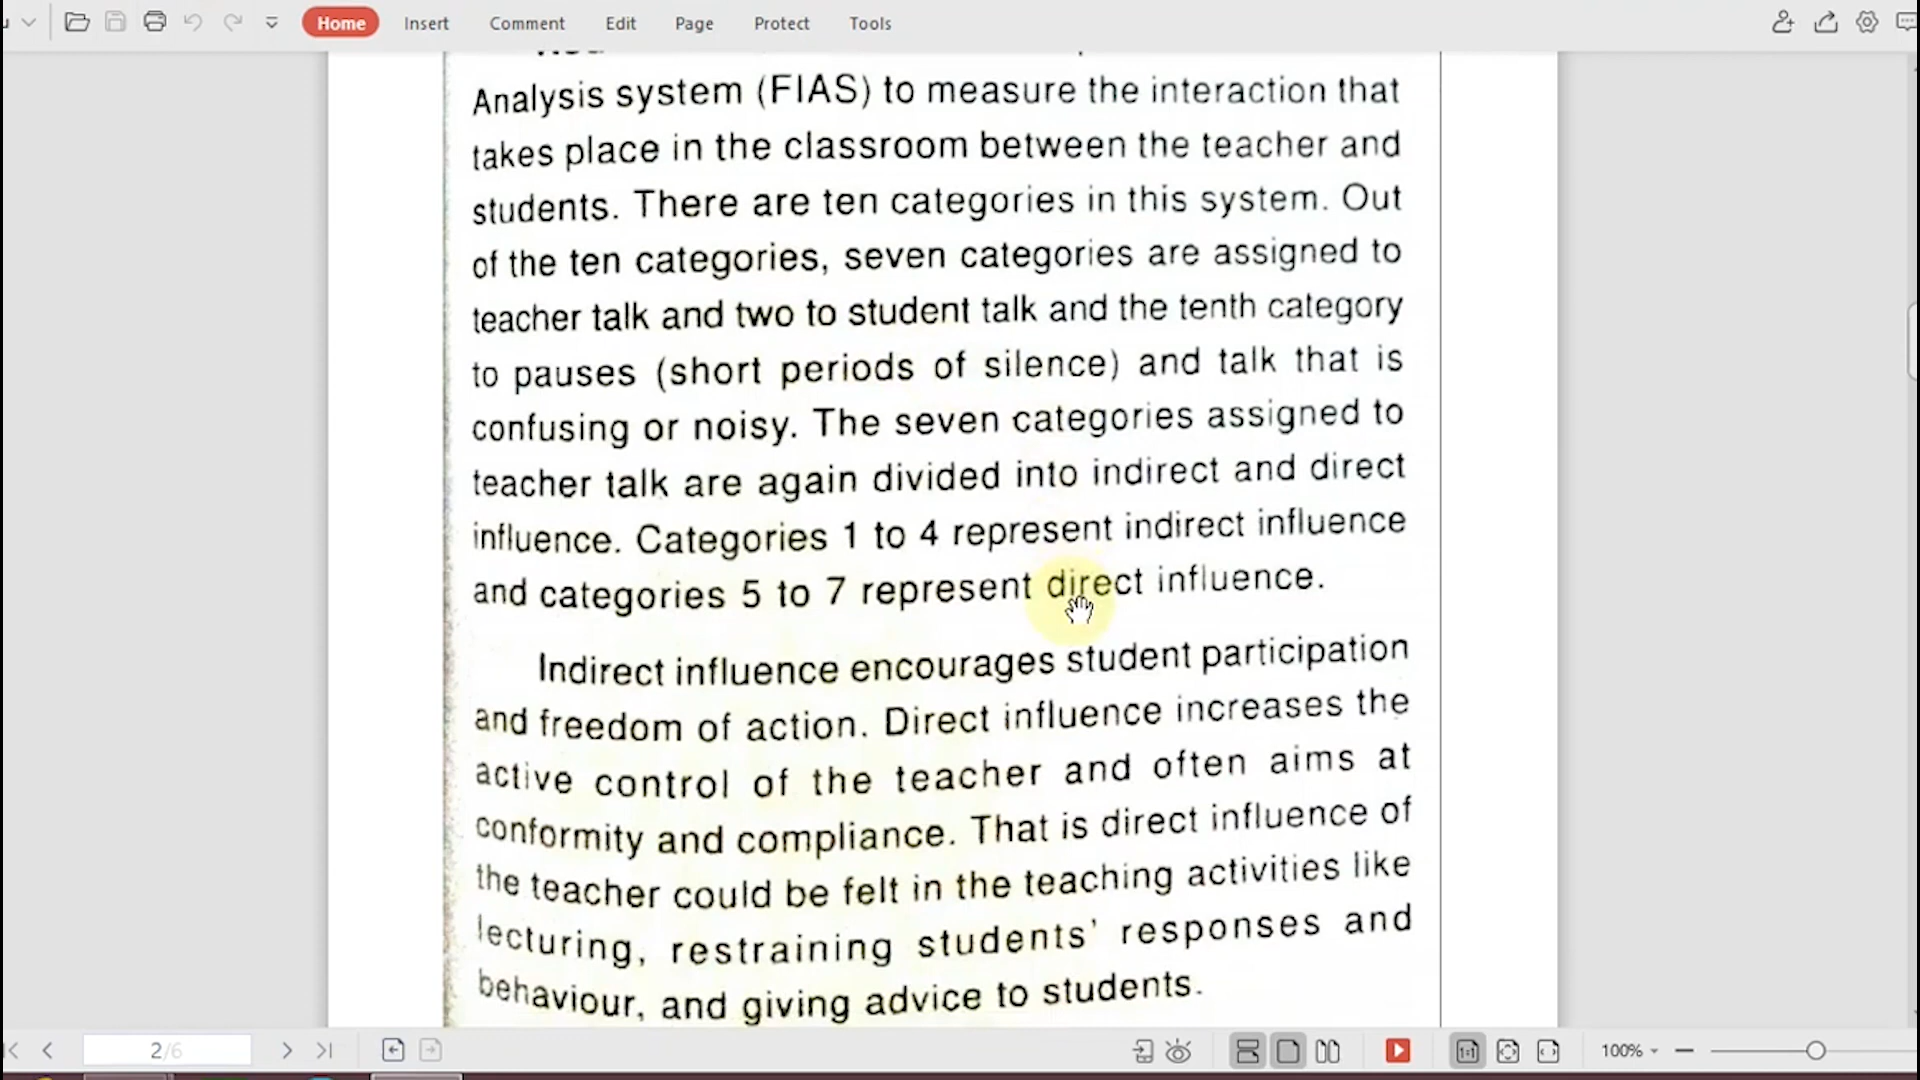 Home Insert Comment Edit Page Protect Tools
Analysis system (FIAS) to measure the interaction that
takes place in the classroom between the teacher and
students. There are ten categories in this system. Out
of the ten categories, seven categories are assigned to
teacher talk and two to student talk and the tenth category
to pauses (short periods of silence) and talk that is
confusing or noisy. The seven categories assigned to
teacher talk are again divided into indirect and direct
influence. Categories 1 to 4 represent indirect influence
and categories 5 to 7 represent direct influence.
Indirect influence encourages student participation
and freedom of action. Direct influence increases the
active control of the teacher and often aims at
conformity and compliance. That is direct influence of
the teacher could be felt in the teaching activities like
lecturing, restraining students' responses and
behaviour, and giving advice to students.
2/6 100%